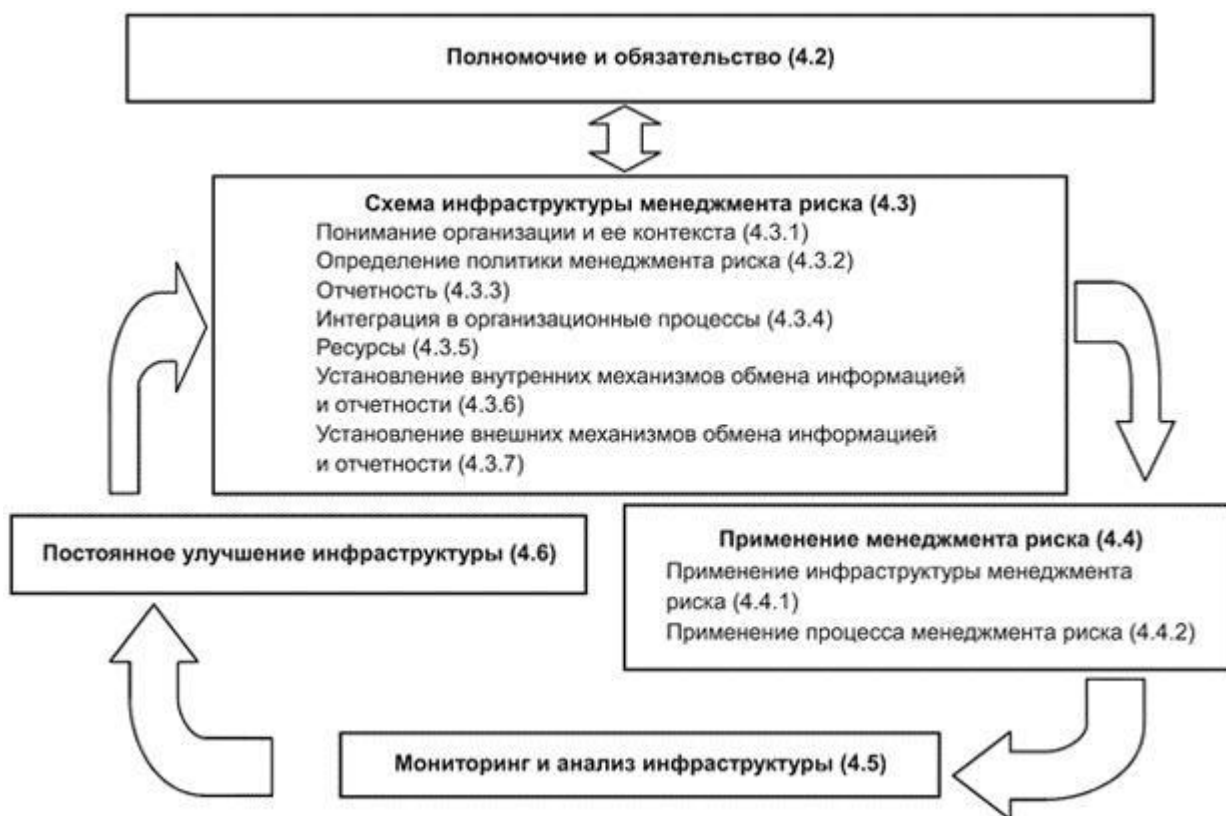 Полномочие и обязательство (4.2)
Схема инфраструктуры менеджмента риска (4.3)
Понимание организации и ее контекста (4.3.1)
Определение политики менеджмента риска (4.3.2)
Отчетность (4.3.3)
Интеграция в организационные процессы (4.3.4)
Ресурсы (4.3.5)
Установление внутренних механизмов обмена информацией
и отчетности (4.3.6)
Установление внешних механизмов обмена информацией
и отчетности (4.3.7)
Применение менеджмента риска (4.4)
Применение инфраструктуры менеджмента
риска (4.4.1)
Применение процесса менеджмента риска (4.4.2)
Мониторинг и анализ инфраструктуры (4.5)
Постоянное улучшение инфраструктуры (4.6)